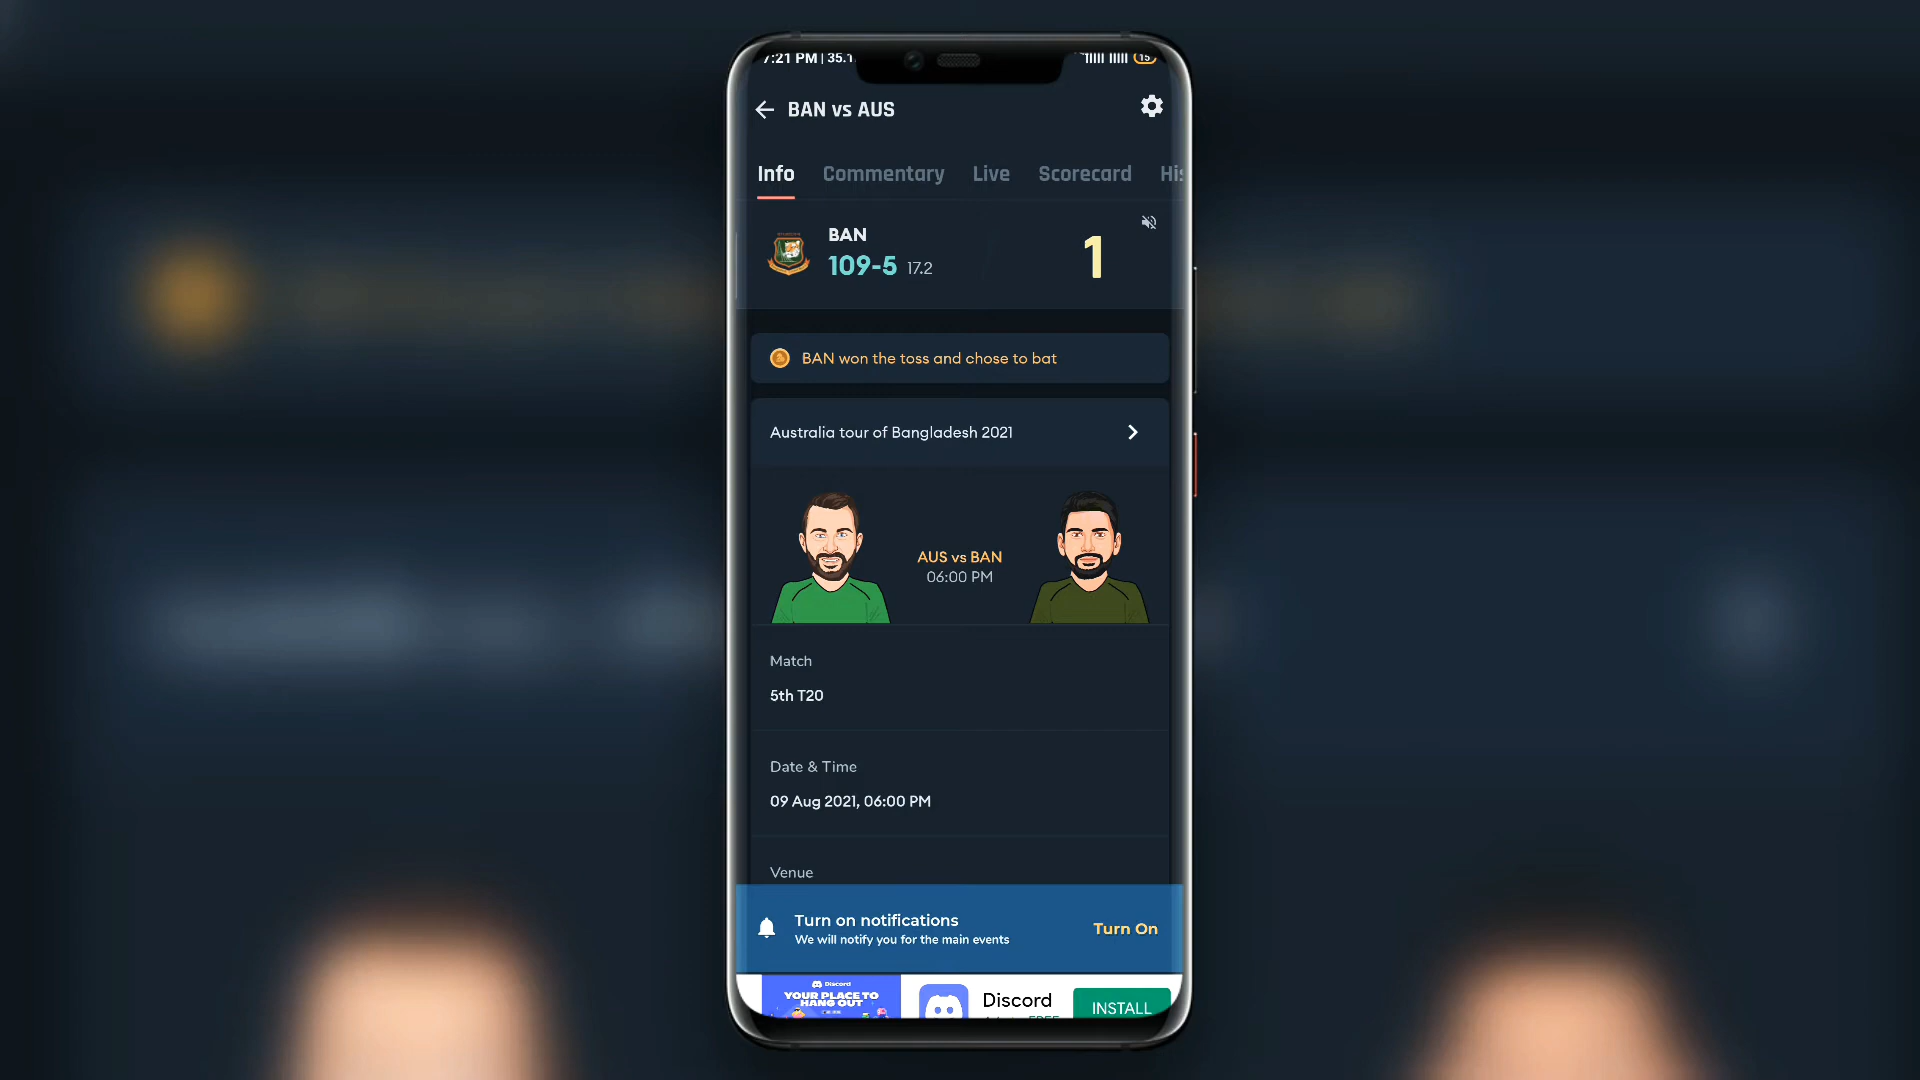 7:21 PM | 35.1
15
BAN vs AUS
Info Commentary Live Scorecard His
BAN
109-5 17.2
1
BAN won the toss and chose to bat
Australia tour of Bangladesh 2021
AUS vs BAN
06:00 PM
Match
5th T20
Date & Time
09 Aug 2021, 06:00 PM
Venue
Turn on notifications
We will notify you for the main events
Turn On
Discord
YOUR PLACE TO
HANG OUT
Discord
INSTALL